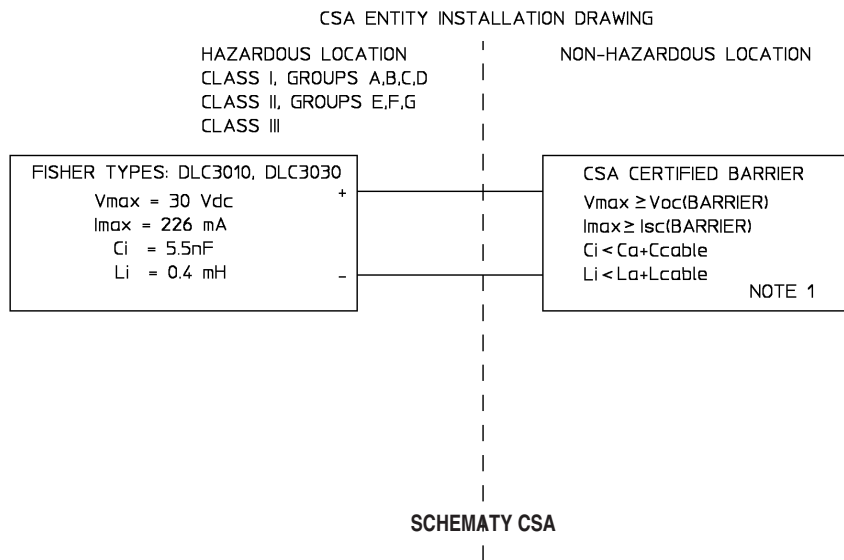 CSA ENTITY INSTALLATION DRAWING
HAZARDOUS LOCATION
CLASS I, GROUPS A,B,C,D
CLASS II, GROUPS E,F,G
CLASS III
NON-HAZARDOUS LOCATION
FISHER TYPES: DLC3010, DLC3030
Vmax = 30 Vdc
Imax = 226 mA
Ci = 5.5nF
Li = 0.4 mH
+
-
CSA CERTIFIED BARRIER
Vmax ≥ Voc(BARRIER)
Imax ≥ Isc(BARRIER)
Ci < Ca+Ccable
Li < La+Lcable
NOTE 1
SCHEMATY CSA